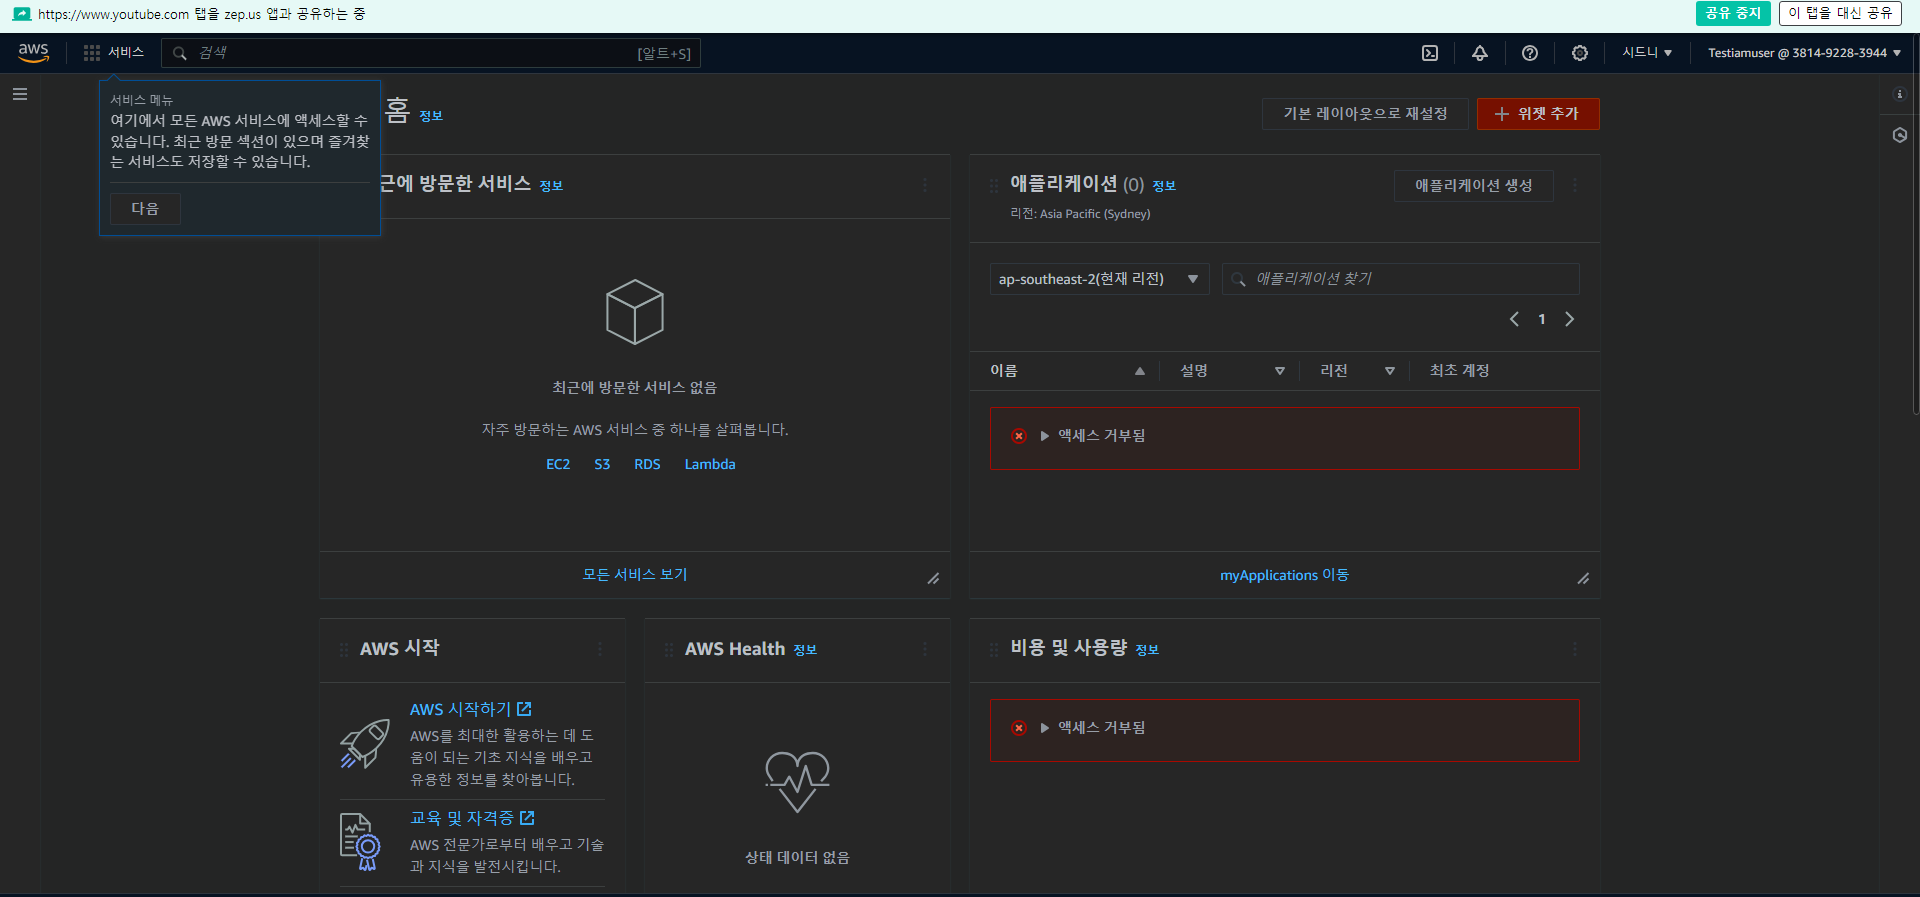 https://www.youtube.com 탭을 zep.us 앱과 공유하는 중
공유 중지
이 탭을 대신 공유
aws
서비스
검색
[알트+S]
시드니
Testiamuser @ 3814-9228-3944
서비스 메뉴
여기에서 모든 AWS 서비스에 액세스할 수
있습니다. 최근 방문 섹션이 있으며 즐겨찾
는 서비스도 저장할 수 있습니다.
다음
홈 정보
기본 레이아웃으로 재설정
위젯 추가
근에 방문한 서비스 정보
최근에 방문한 서비스 없음
자주 방문하는 AWS 서비스 중 하나를 살펴봅니다.
EC2 S3 RDS Lambda
모든 서비스 보기
애플리케이션 (0) 정보
리전: Asia Pacific (Sydney)
애플리케이션 생성
ap-southeast-2(현재 리전)
애플리케이션 찾기
1
이름 설명 리전 최초 계정
액세스 거부됨
myApplications 이동
AWS 시작
AWS 시작하기
AWS를 최대한 활용하는 데 도
움이 되는 기초 지식을 배우고
유용한 정보를 찾아봅니다.
교육 및 자격증
AWS 전문가로부터 배우고 기술
과 지식을 발전시킵니다.
AWS Health 정보
상태 데이터 없음
비용 및 사용량 정보
액세스 거부됨